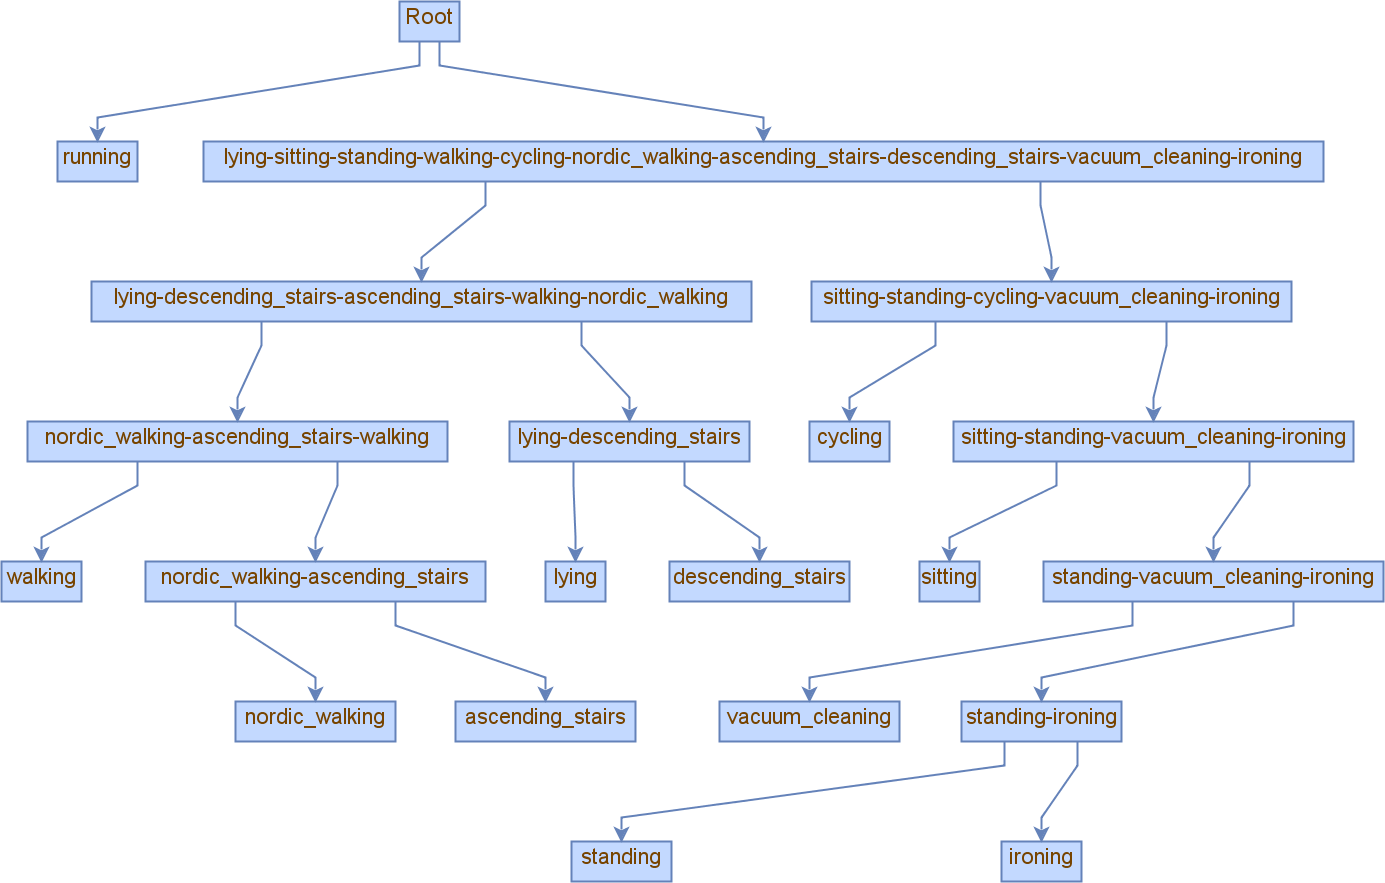 Root
running
lying-sitting-standing-walking-cycling-nordic_walking-ascending_stairs-descending_stairs-vacuum_cleaning-ironing
lying-descending_stairs-ascending_stairs-walking-nordic_walking
sitting-standing-cycling-vacuum_cleaning-ironing
nordic_walking-ascending_stairs-walking
lying-descending_stairs
cycling
sitting-standing-vacuum_cleaning-ironing
walking
nordic_walking-ascending_stairs
lying
descending_stairs
sitting
standing-vacuum_cleaning-ironing
nordic_walking
ascending_stairs
vacuum_cleaning
standing-ironing
standing
ironing